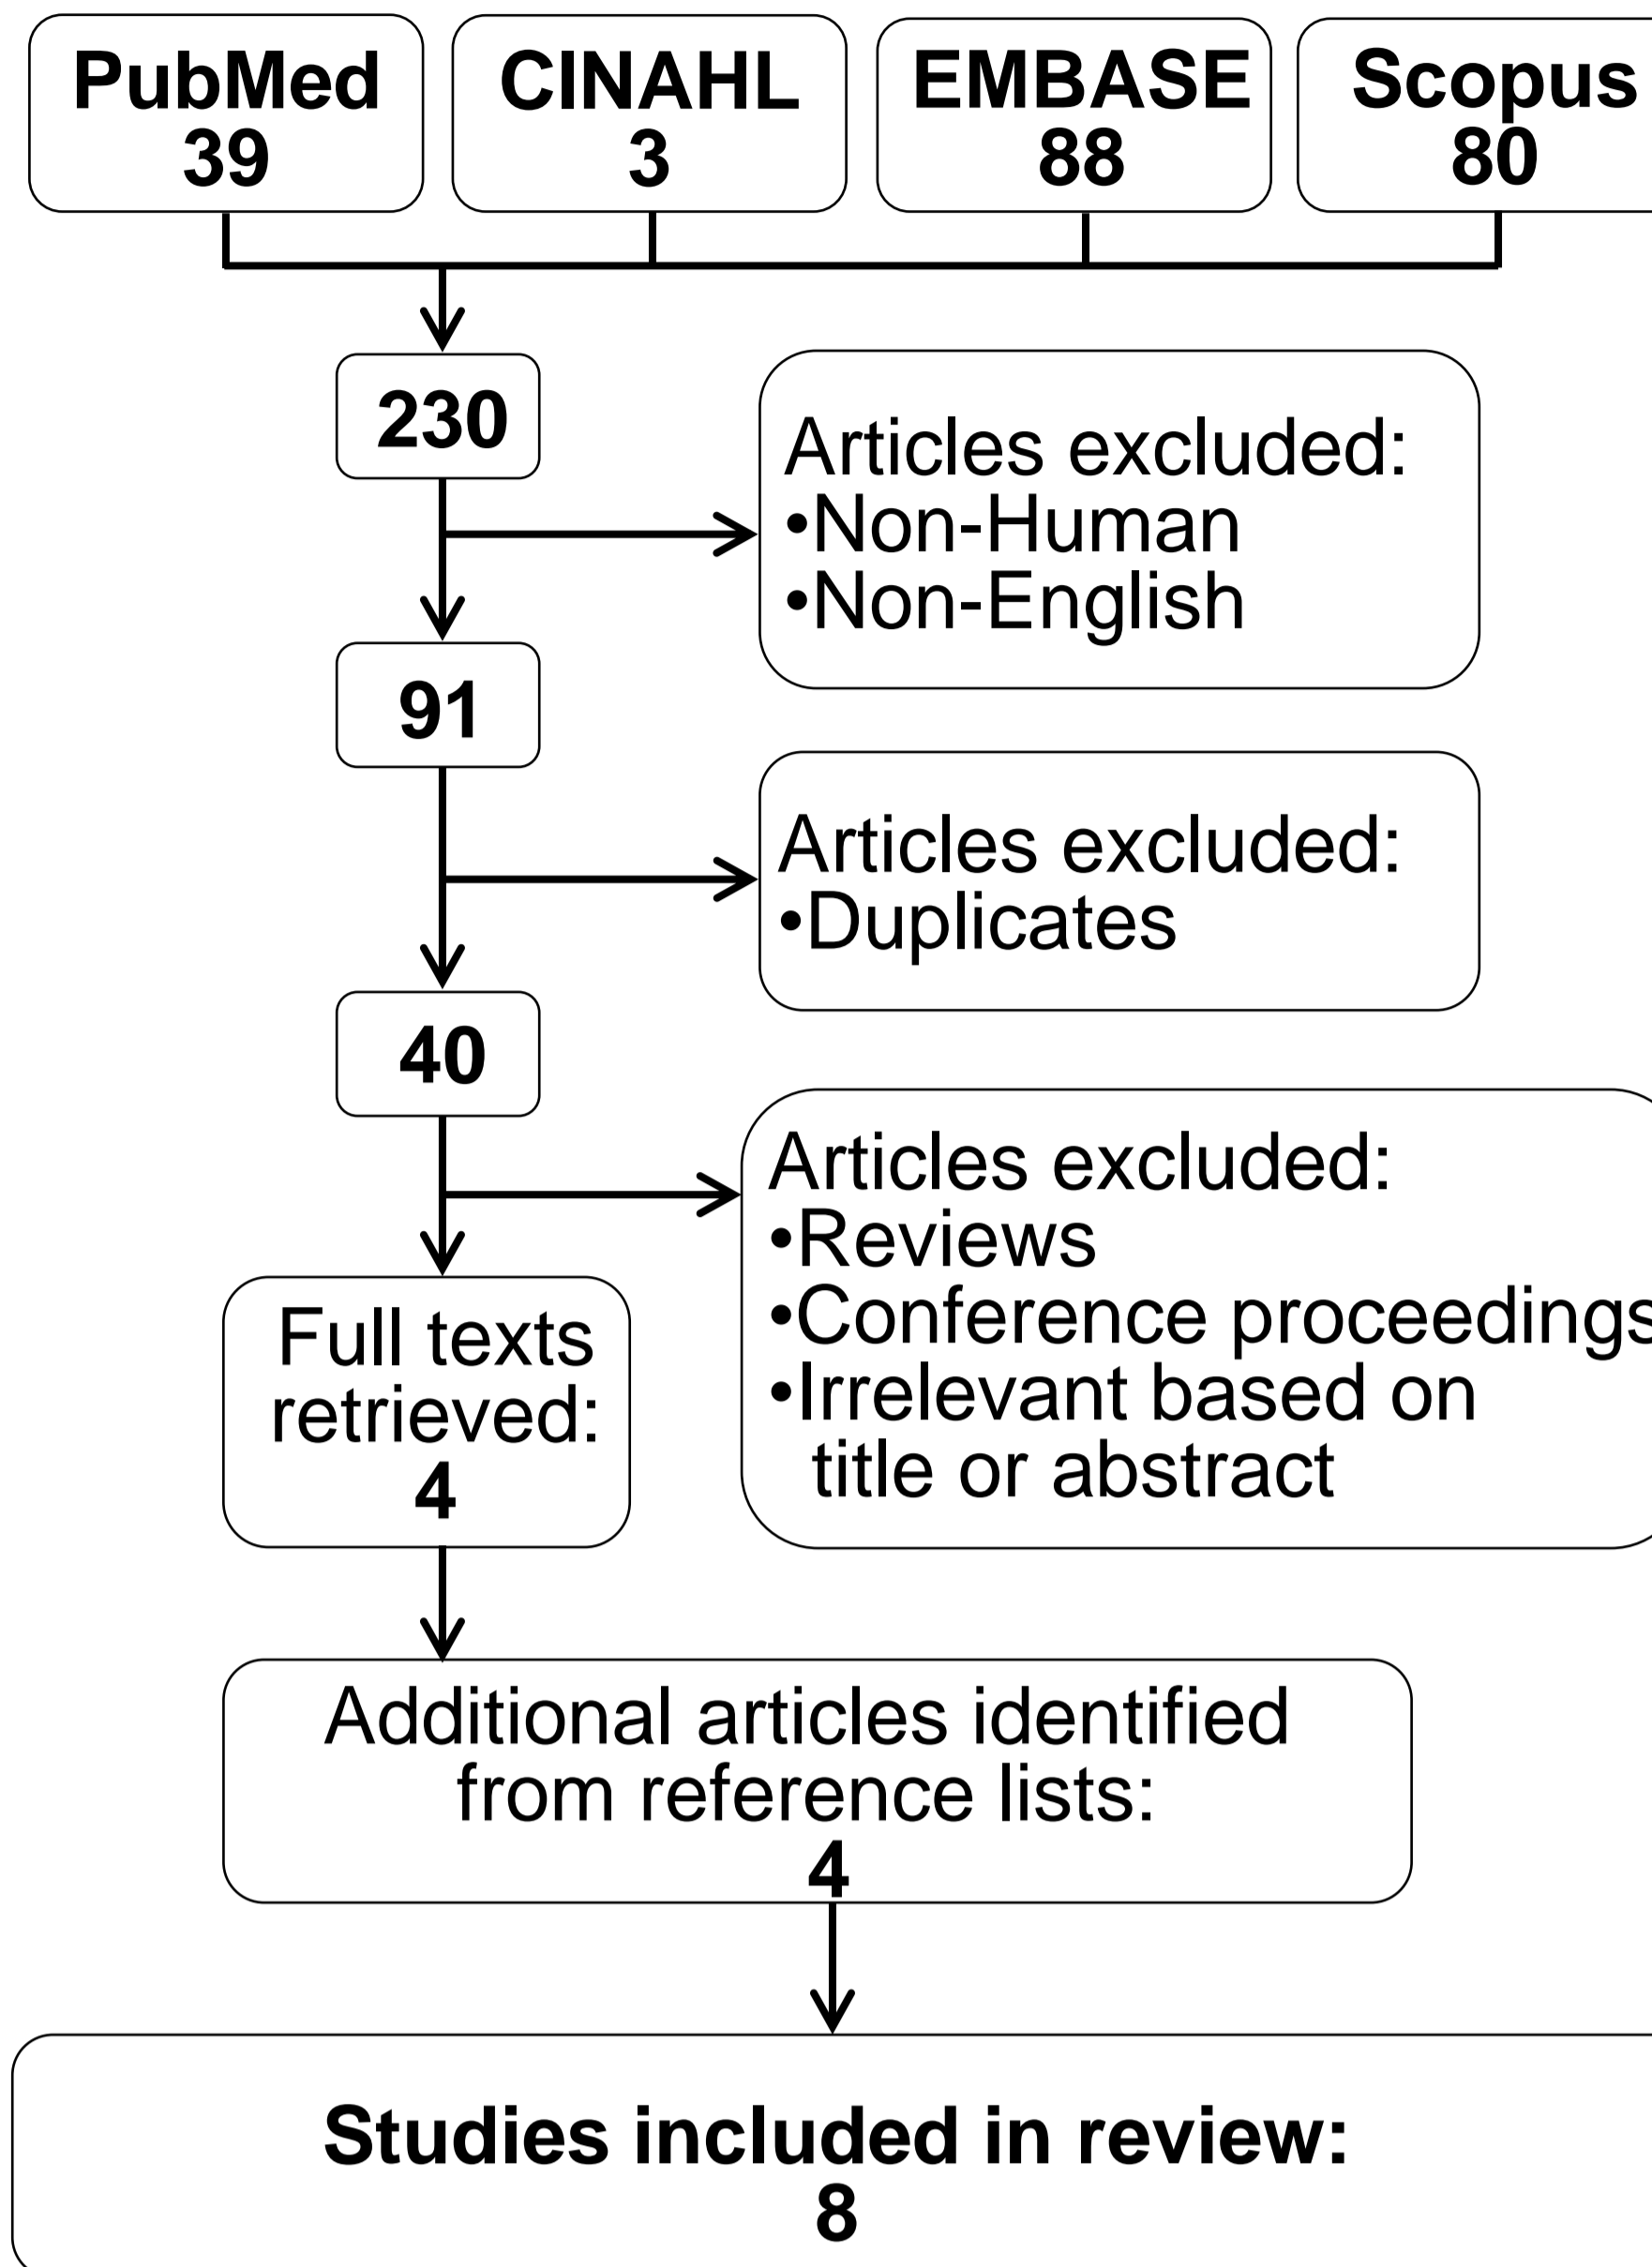 PubMed
39
CINAHL
3
EMBASE
88
Scopus
80
230
Articles excluded:
•Non-Human
•Non-English
91
Articles excluded:
•Duplicates
40
Articles excluded:
•Reviews
•Conference proceedings
•Irrelevant based on
title or abstract
Full texts
retrieved:
4
Additional articles identified
from reference lists:
4
Studies included in review:
8